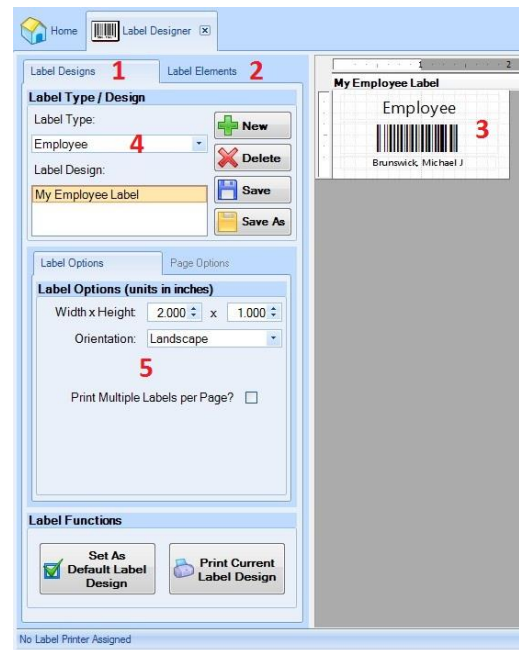 Home Label Designer
Label Designs 1 Label Elements 2
Label Type / Design
Label Type:
Employee 4
Label Design:
My Employee Label
New
Delete
Save
Save As
Label Options Page Options
Label Options (units in inches)
Width x Height: 2.000 x 1.000
Orientation: Landscape
5
Print Multiple Labels per Page?
Label Functions
Set As
Default Label
Design
Print Current
Label Design
No Label Printer Assigned
1 2
My Employee Label
Employee
3
Brunswick, Michael J